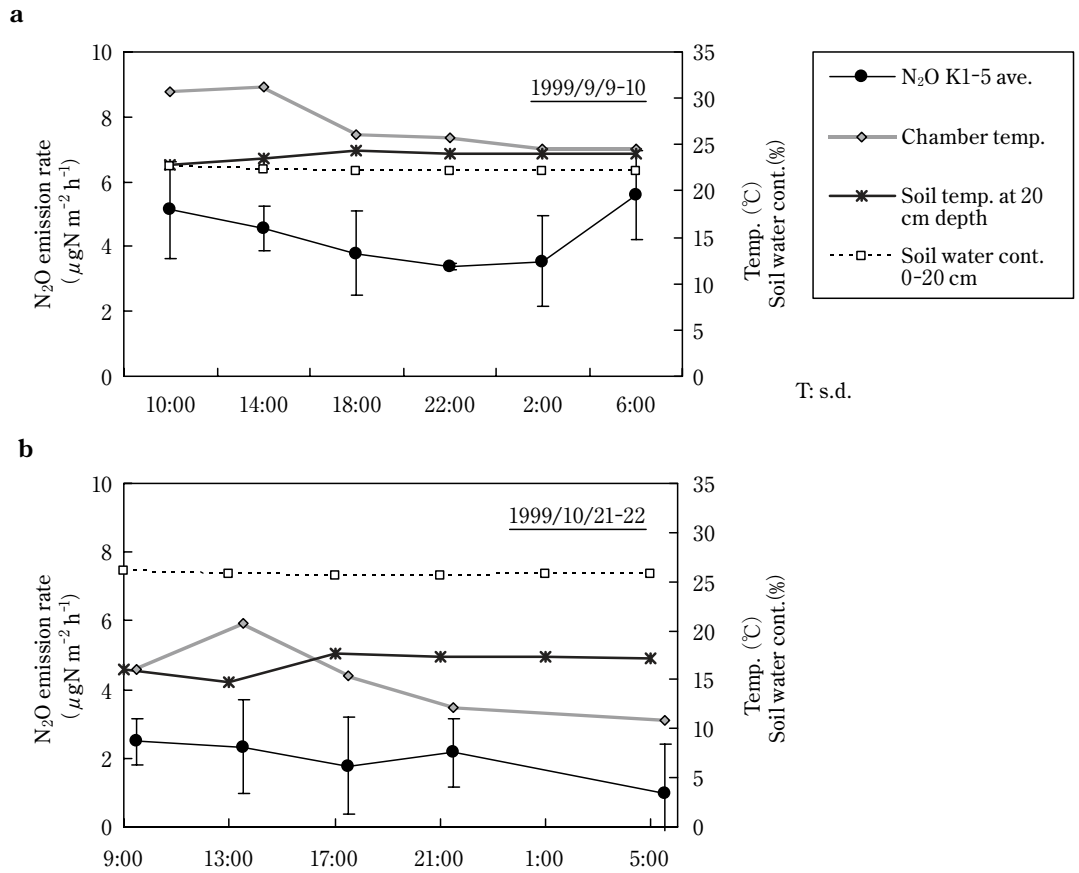 a
N₂O emission rate
(μgN m⁻² h⁻¹)
10
8
6
4
2
0
1999/9/9-10
35
30
25
20
15
10
5
0
Temp. (℃)
Soil water cont.(%)
10:00 14:00 18:00 22:00 2:00 6:00
N₂O K1-5 ave.
Chamber temp.
Soil temp. at 20
cm depth
Soil water cont.
0-20 cm
T: s.d.
b
N₂O emission rate
(μgN m⁻² h⁻¹)
10
8
6
4
2
0
1999/10/21-22
35
30
25
20
15
10
5
0
Temp. (℃)
Soil water cont.(%)
9:00 13:00 17:00 21:00 1:00 5:00